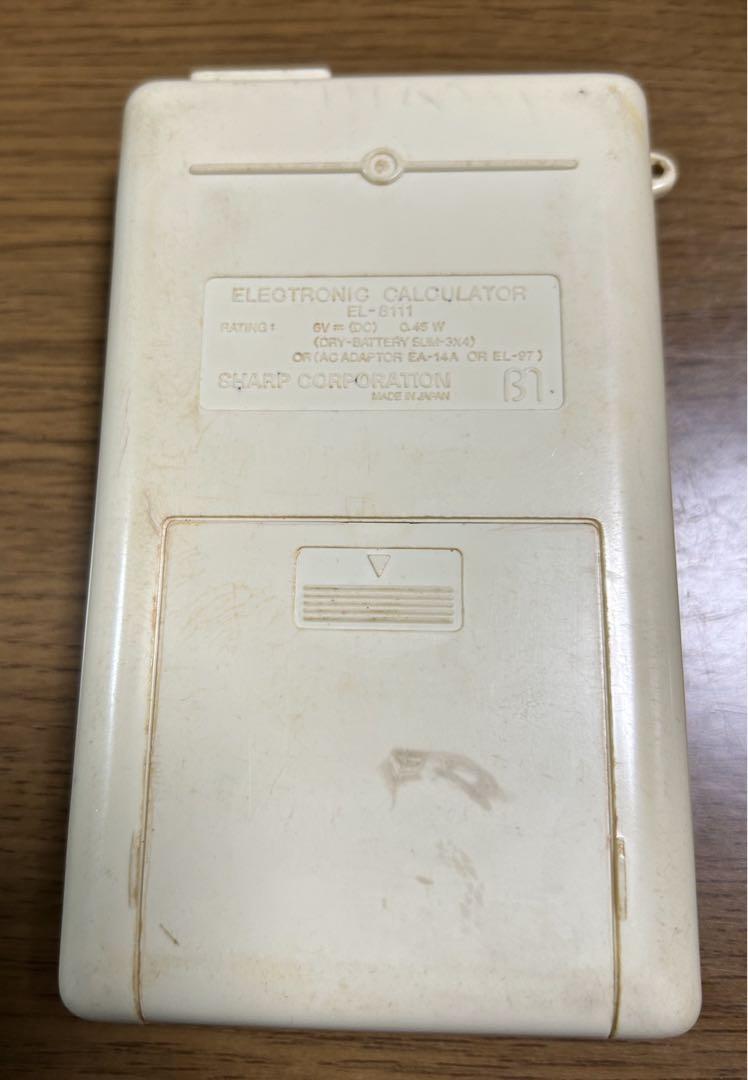 ELECTRONIC CALCULATOR
EL-8111
RATING: 6V⎓(DC) 0.45 W
(DRY-BATTERY SUM-3X4)
OR (AC ADAPTOR EA-14A OR EL-97)
SHARP CORPORATION
MADE IN JAPAN